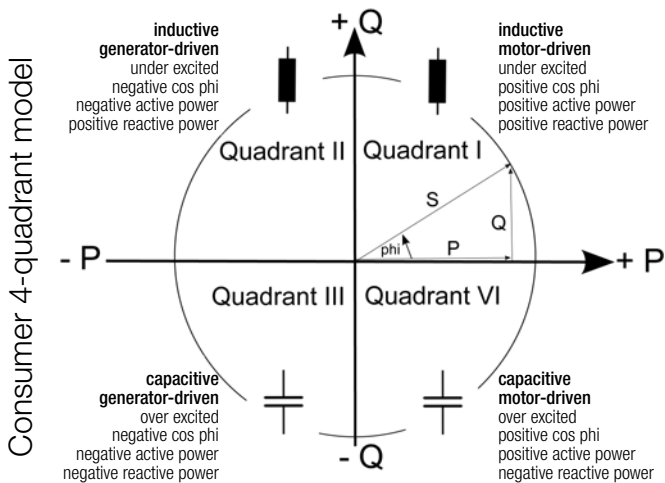 Consumer 4-quadrant model
+ Q
inductive
generator-driven
under excited
negative cos phi
negative active power
positive reactive power
inductive
motor-driven
under excited
positive cos phi
positive active power
positive reactive power
Quadrant II
Quadrant I
S
Q
phi
P
- P
+ P
Quadrant III
Quadrant VI
capacitive
generator-driven
over excited
negative cos phi
negative active power
negative reactive power
capacitive
motor-driven
over excited
positive cos phi
positive active power
negative reactive power
- Q